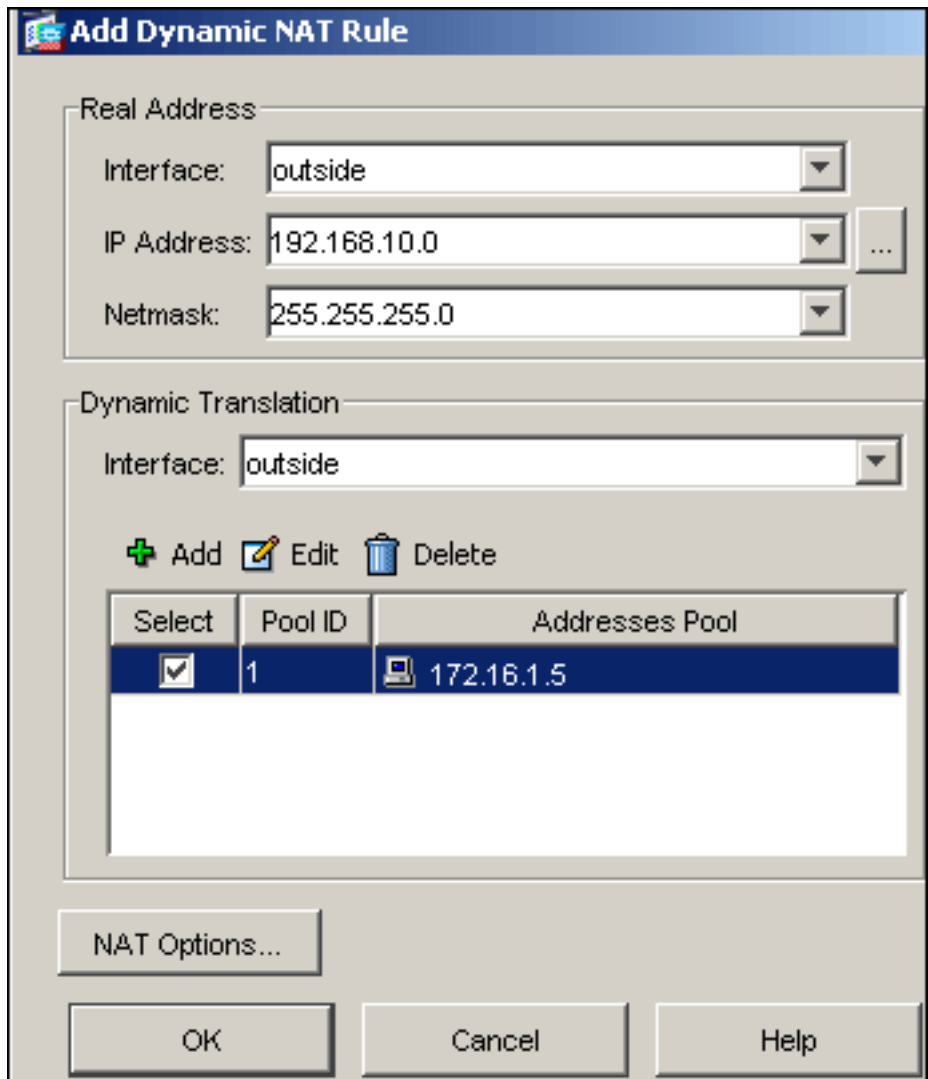 Add Dynamic NAT Rule
Real Address
Interface: outside
IP Address: 192.168.10.0 ...
Netmask: 255.255.255.0
Dynamic Translation
Interface: outside
Add Edit Delete
Select Pool ID Addresses Pool
1 172.16.1.5
NAT Options...
OK Cancel Help